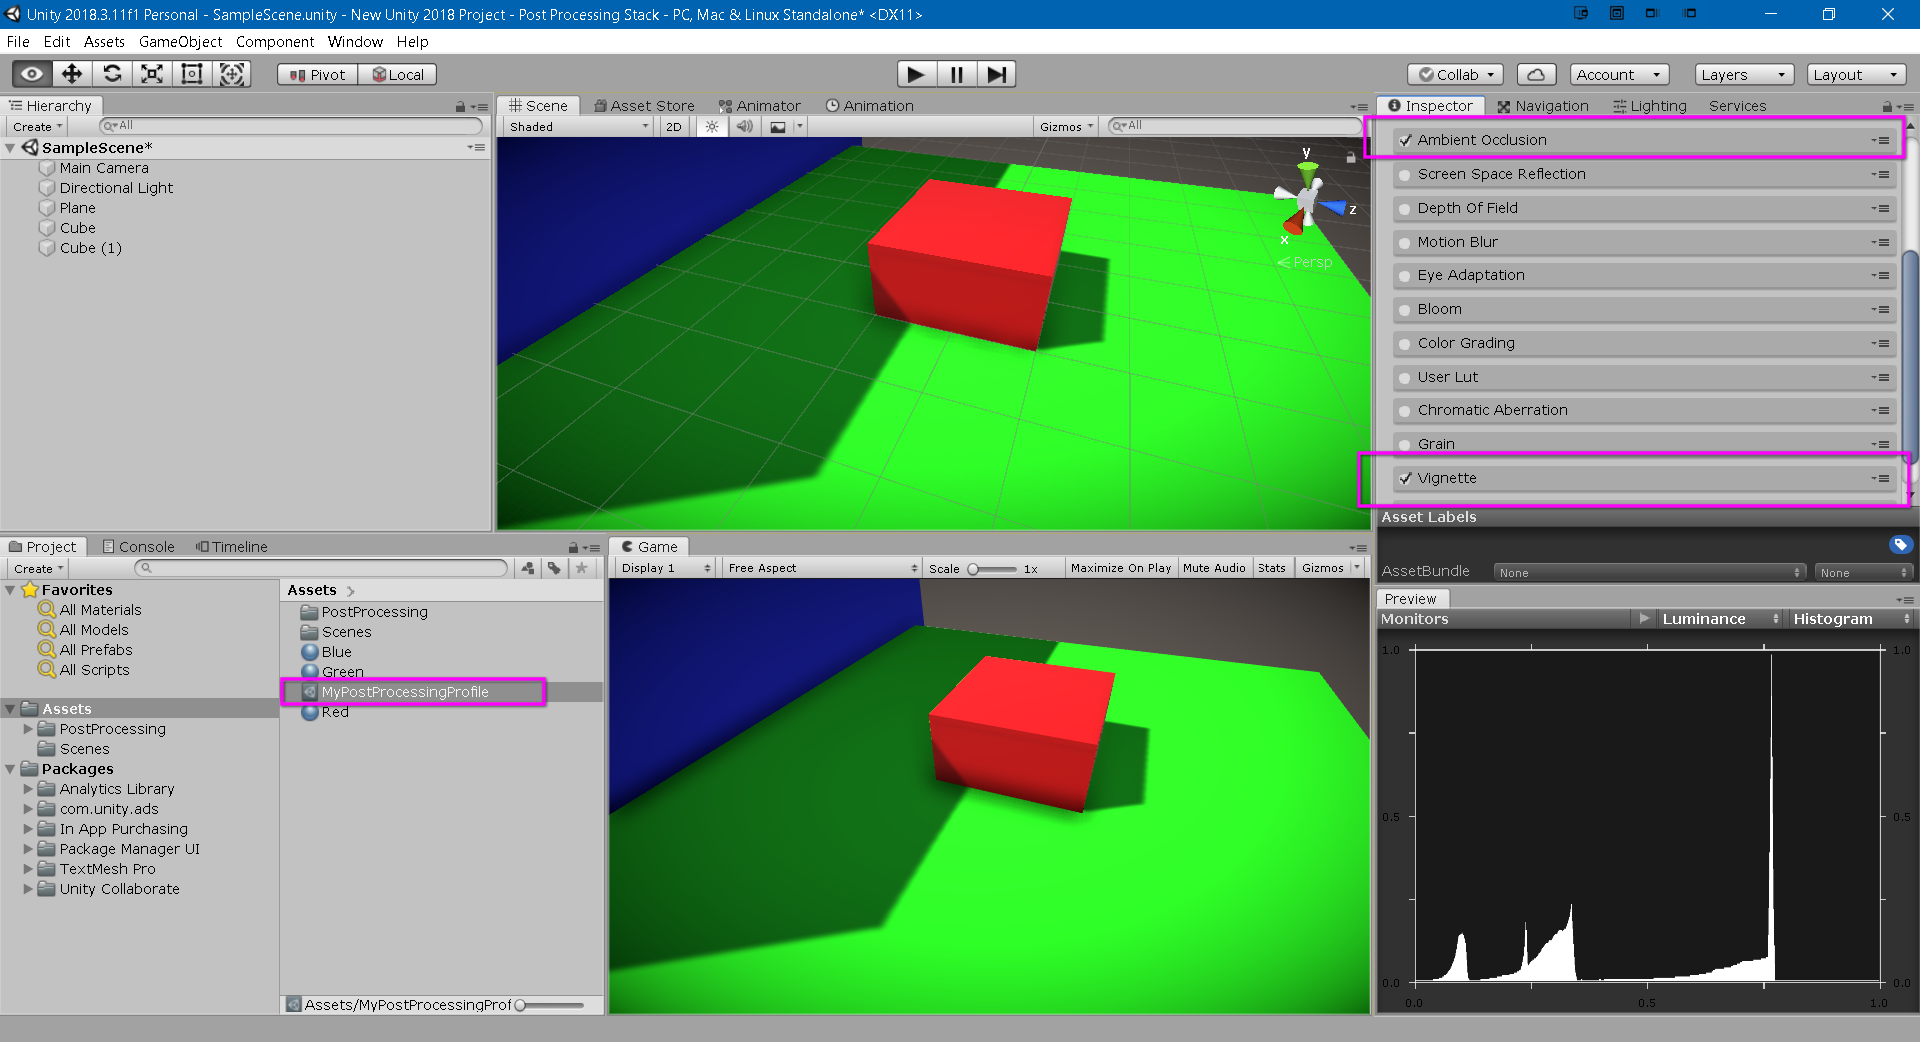 Unity 2018.3.11f1 Personal - SampleScene.unity - New Unity 2018 Project - Post Processing Stack - PC, Mac & Linux Standalone* <DX11>
File Edit Assets GameObject Component Window Help
Pivot Local
Collab Account Layers Layout
Hierarchy
Create All
SampleScene*
Main Camera
Directional Light
Plane
Cube
Cube (1)
Scene Asset Store Animator Animation
Shaded 2D Gizmos All
y
z
x
Persp
Inspector Navigation Lighting Services
Ambient Occlusion
Screen Space Reflection
Depth Of Field
Motion Blur
Eye Adaptation
Bloom
Color Grading
User Lut
Chromatic Aberration
Grain
Vignette
Asset Labels
AssetBundle None None
Project Console Timeline
Create
Favorites
All Materials
All Models
All Prefabs
All Scripts
Assets
PostProcessing
Scenes
Packages
Analytics Library
com.unity.ads
In App Purchasing
Package Manager UI
TextMesh Pro
Unity Collaborate
Assets
PostProcessing
Scenes
Blue
Green
MyPostProcessingProfile
Red
Assets/MyPostProcessingProf
Game
Display 1 Free Aspect Scale 1x Maximize On Play Mute Audio Stats Gizmos
Preview
Monitors Luminance Histogram
1.0 1.0
0.5 0.5
0.0 0.0
0.0 0.5 1.0